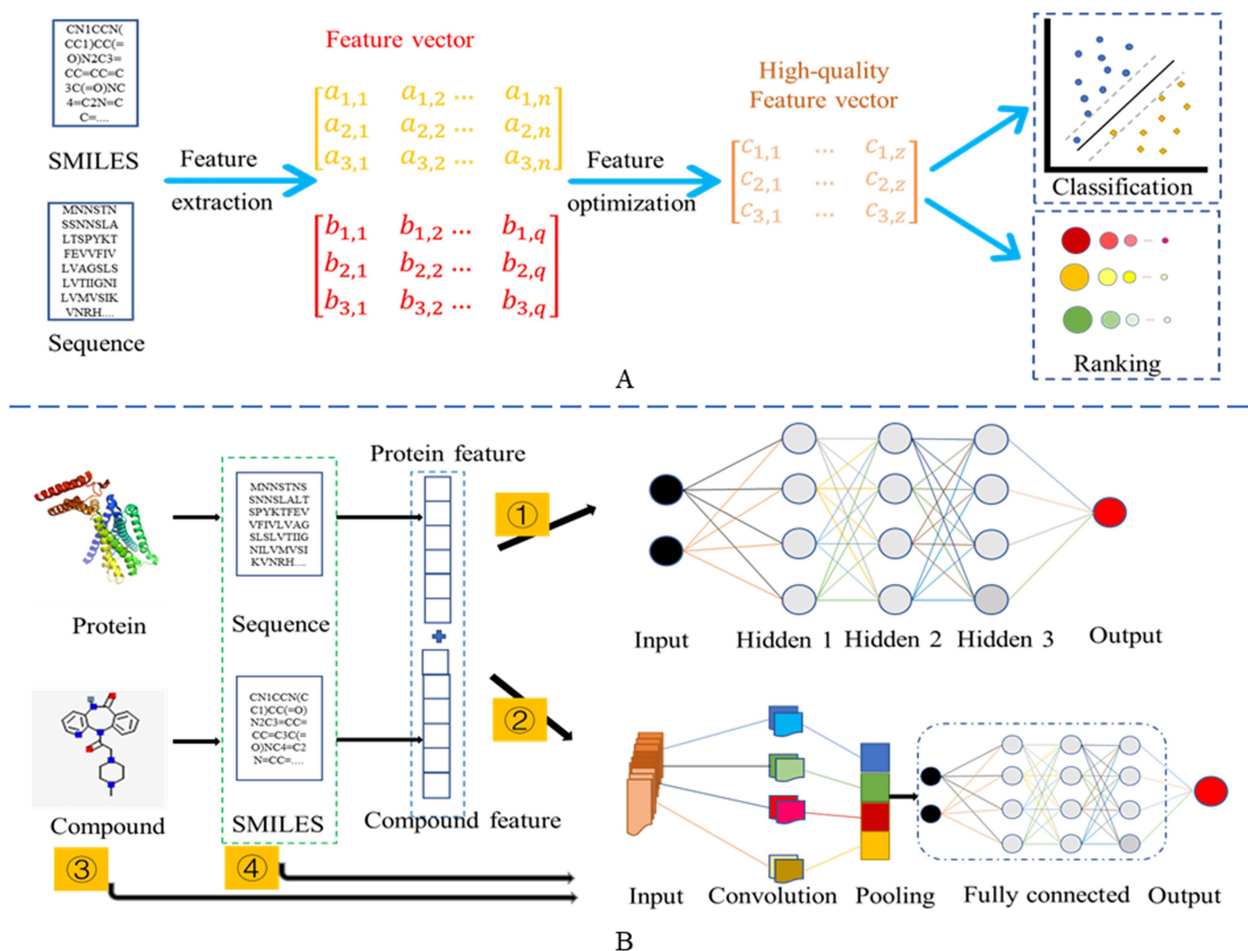 CN1CCN(
CC1)CC(=
O)N2C3=
CC=CC=C
3C(=O)NC
4=C2N=C
C=....
SMILES
MNNSTN
SSNNSLA
LTSPYKT
FEVVFIV
LVAGSLS
LVTIIGNI
LVMVSIK
VNRH....
Sequence
Feature
extraction
Feature vector
a1,1 a1,2 ... a1,n
a2,1 a2,2 ... a2,n
a3,1 a3,2 ... a3,n
b1,1 b1,2 ... b1,q
b2,1 b2,2 ... b2,q
b3,1 b3,2 ... b3,q
Feature
optimization
High-quality
Feature vector
c1,1 ... c1,z
c2,1 ... c2,z
c3,1 ... c3,z
Classification
...
...
...
Ranking
A
Protein
MNNSTNS
SNNSLALT
SPYKTFEV
VFIVLVAG
SLSLVTIIG
NILVMVSI
KVNRH....
Sequence
Protein feature
+
Compound
CN1CCN(C
C1)CC(=O)
N2C3=CC=
CC=C3C(=
O)NC4=C2
N=CC=....
SMILES
Compound feature
①
②
③
④
Input Hidden 1 Hidden 2 Hidden 3 Output
Input Convolution Pooling Fully connected Output
B